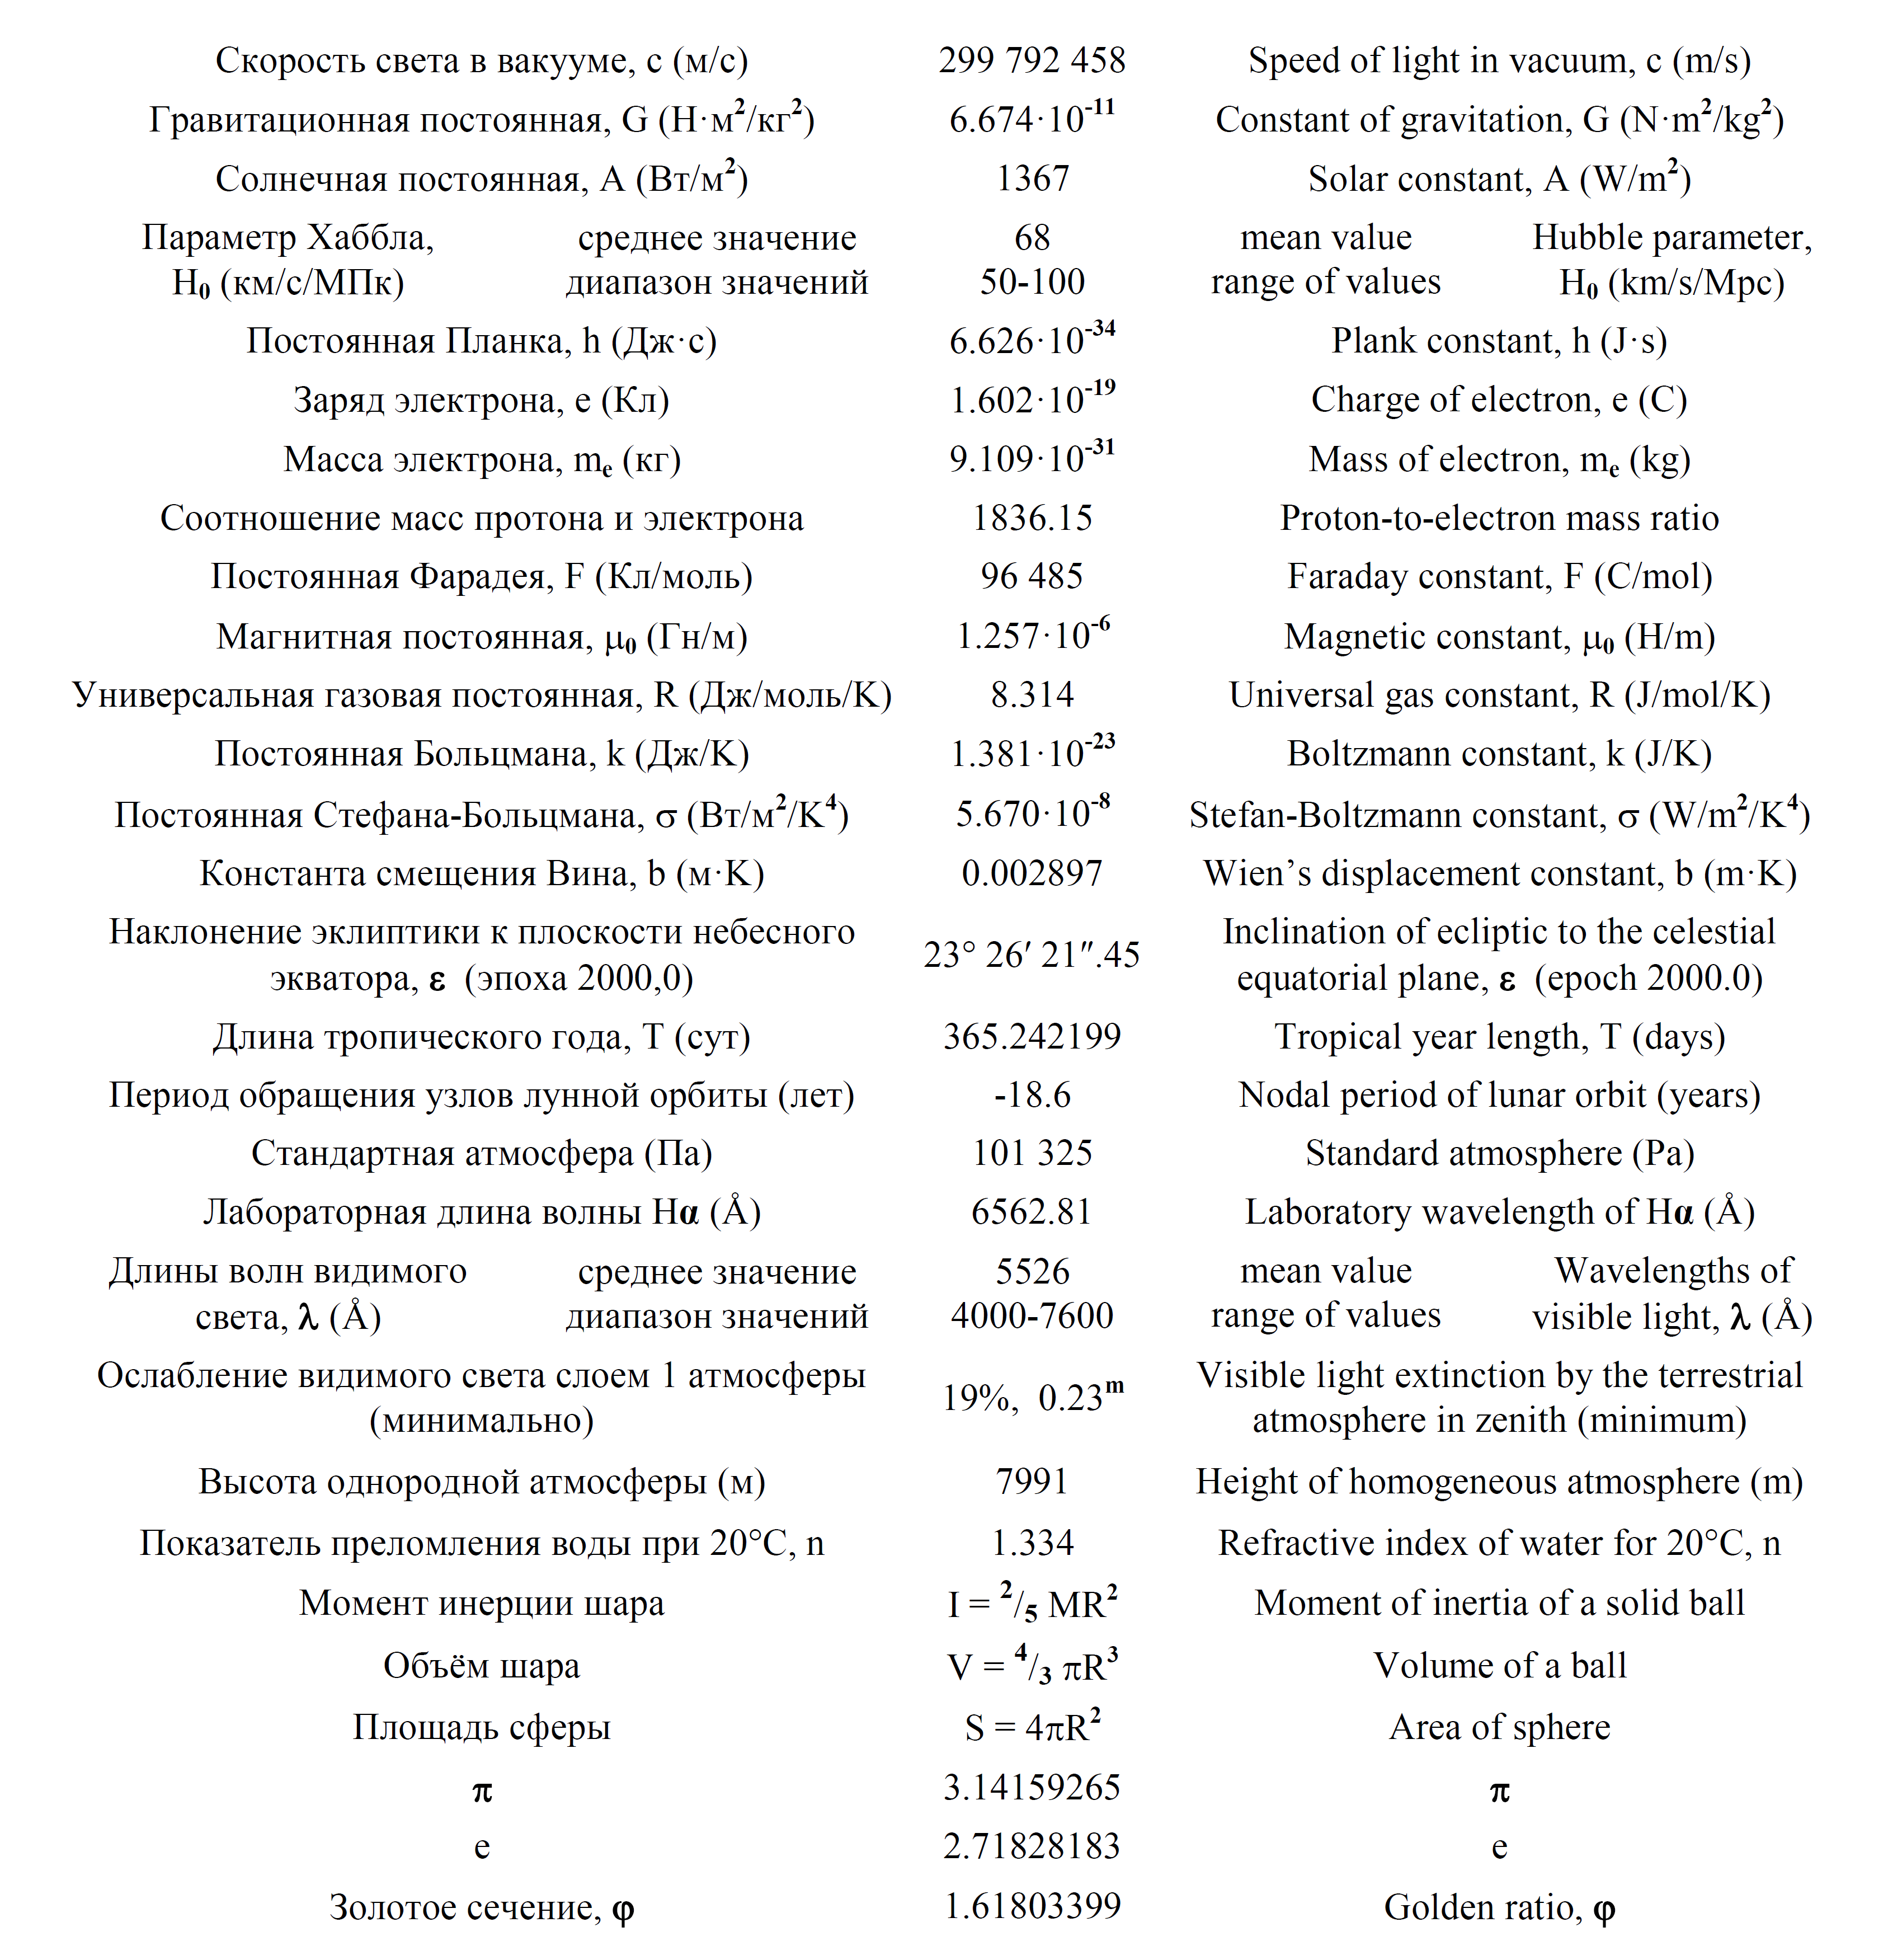 Скорость света в вакууме, c (м/с) 299 792 458 Speed of light in vacuum, c (m/s)
Гравитационная постоянная, G (Н·м²/кг²) 6.674·10⁻¹¹ Constant of gravitation, G (N·m²/kg²)
Солнечная постоянная, A (Вт/м²) 1367 Solar constant, A (W/m²)
Параметр Хаббла, среднее значение 68 mean value Hubble parameter,
H₀ (км/с/МПк) диапазон значений 50-100 range of values H₀ (km/s/Mpc)
Постоянная Планка, h (Дж·с) 6.626·10⁻³⁴ Plank constant, h (J·s)
Заряд электрона, e (Кл) 1.602·10⁻¹⁹ Charge of electron, e (C)
Масса электрона, mₑ (кг) 9.109·10⁻³¹ Mass of electron, mₑ (kg)
Соотношение масс протона и электрона 1836.15 Proton-to-electron mass ratio
Постоянная Фарадея, F (Кл/моль) 96 485 Faraday constant, F (C/mol)
Магнитная постоянная, μ₀ (Гн/м) 1.257·10⁻⁶ Magnetic constant, μ₀ (H/m)
Универсальная газовая постоянная, R (Дж/моль/K) 8.314 Universal gas constant, R (J/mol/K)
Постоянная Больцмана, k (Дж/K) 1.381·10⁻²³ Boltzmann constant, k (J/K)
Постоянная Стефана-Больцмана, σ (Вт/м²/K⁴) 5.670·10⁻⁸ Stefan-Boltzmann constant, σ (W/m²/K⁴)
Константа смещения Вина, b (м·K) 0.002897 Wien’s displacement constant, b (m·K)
Наклонение эклиптики к плоскости небесного 23° 26′ 21″.45 Inclination of ecliptic to the celestial
экватора, ε (эпоха 2000,0) equatorial plane, ε (epoch 2000.0)
Длина тропического года, T (сут) 365.242199 Tropical year length, T (days)
Период обращения узлов лунной орбиты (лет) -18.6 Nodal period of lunar orbit (years)
Стандартная атмосфера (Па) 101 325 Standard atmosphere (Pa)
Лабораторная длина волны Hα (Å) 6562.81 Laboratory wavelength of Hα (Å)
Длины волн видимого среднее значение 5526 mean value Wavelengths of
света, λ (Å) диапазон значений 4000-7600 range of values visible light, λ (Å)
Ослабление видимого света слоем 1 атмосферы 19%, 0.23ᵐ Visible light extinction by the terrestrial
(минимально) atmosphere in zenith (minimum)
Высота однородной атмосферы (м) 7991 Height of homogeneous atmosphere (m)
Показатель преломления воды при 20°C, n 1.334 Refractive index of water for 20°C, n
Момент инерции шара I = ²/₅ MR² Moment of inertia of a solid ball
Объём шара V = ⁴/₃ πR³ Volume of a ball
Площадь сферы S = 4πR² Area of sphere
π 3.14159265 π
e 2.71828183 e
Золотое сечение, φ 1.61803399 Golden ratio, φ